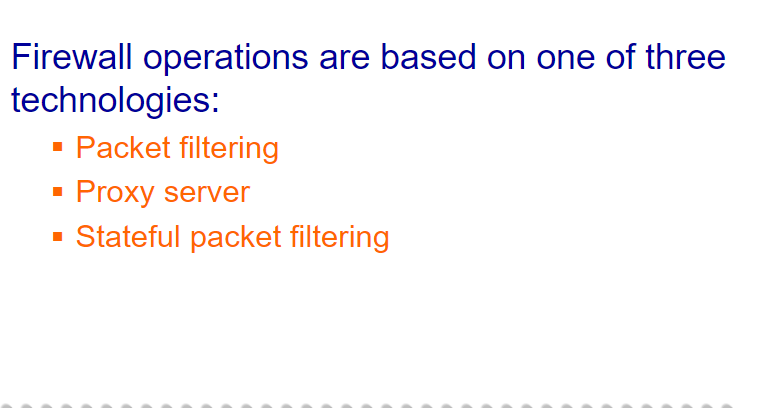 Firewall operations are based on one of three
technologies:
▪ Packet filtering
▪ Proxy server
▪ Stateful packet filtering